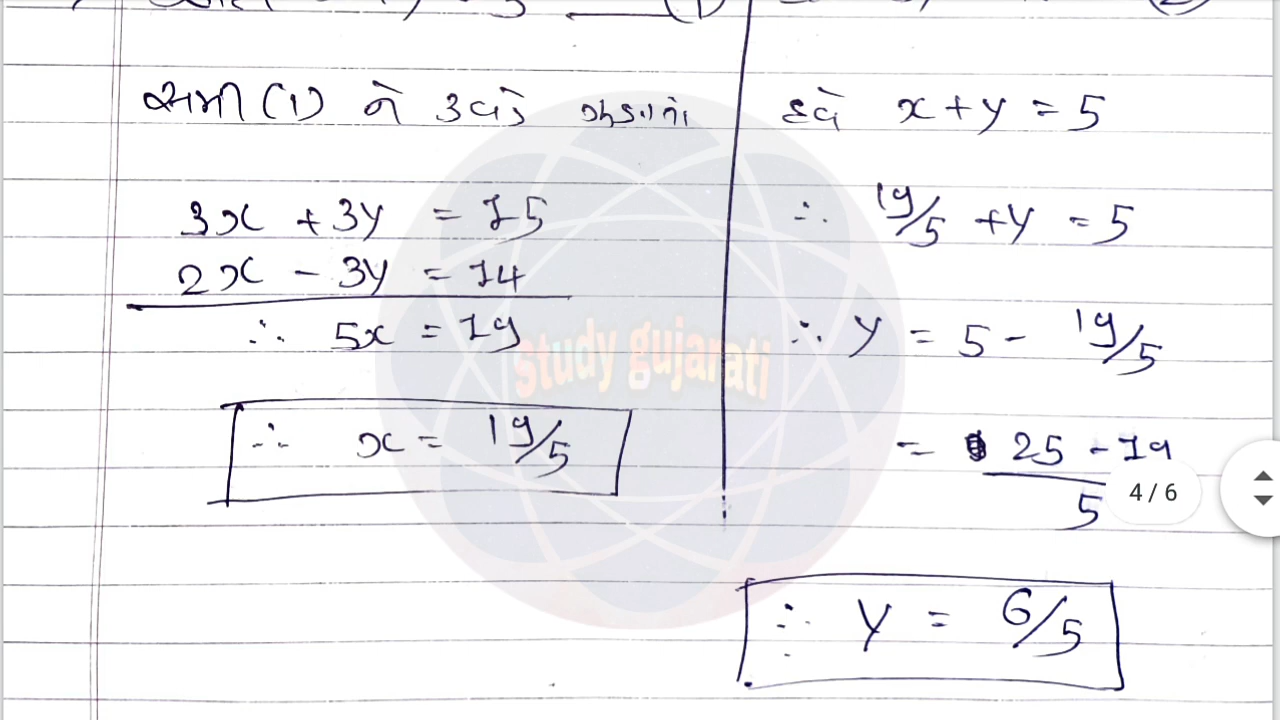 સમી (1) ને 3 વડે
3x + 3y = 15
2x - 3y = 14
∴ 5x = 19
∴ x = 19/5
હવે x + y = 5
∴ 19/5 + y = 5
∴ y = 5 - 19/5
= 25 - 19
5
∴ y = 6/5
study gujarati
4/6